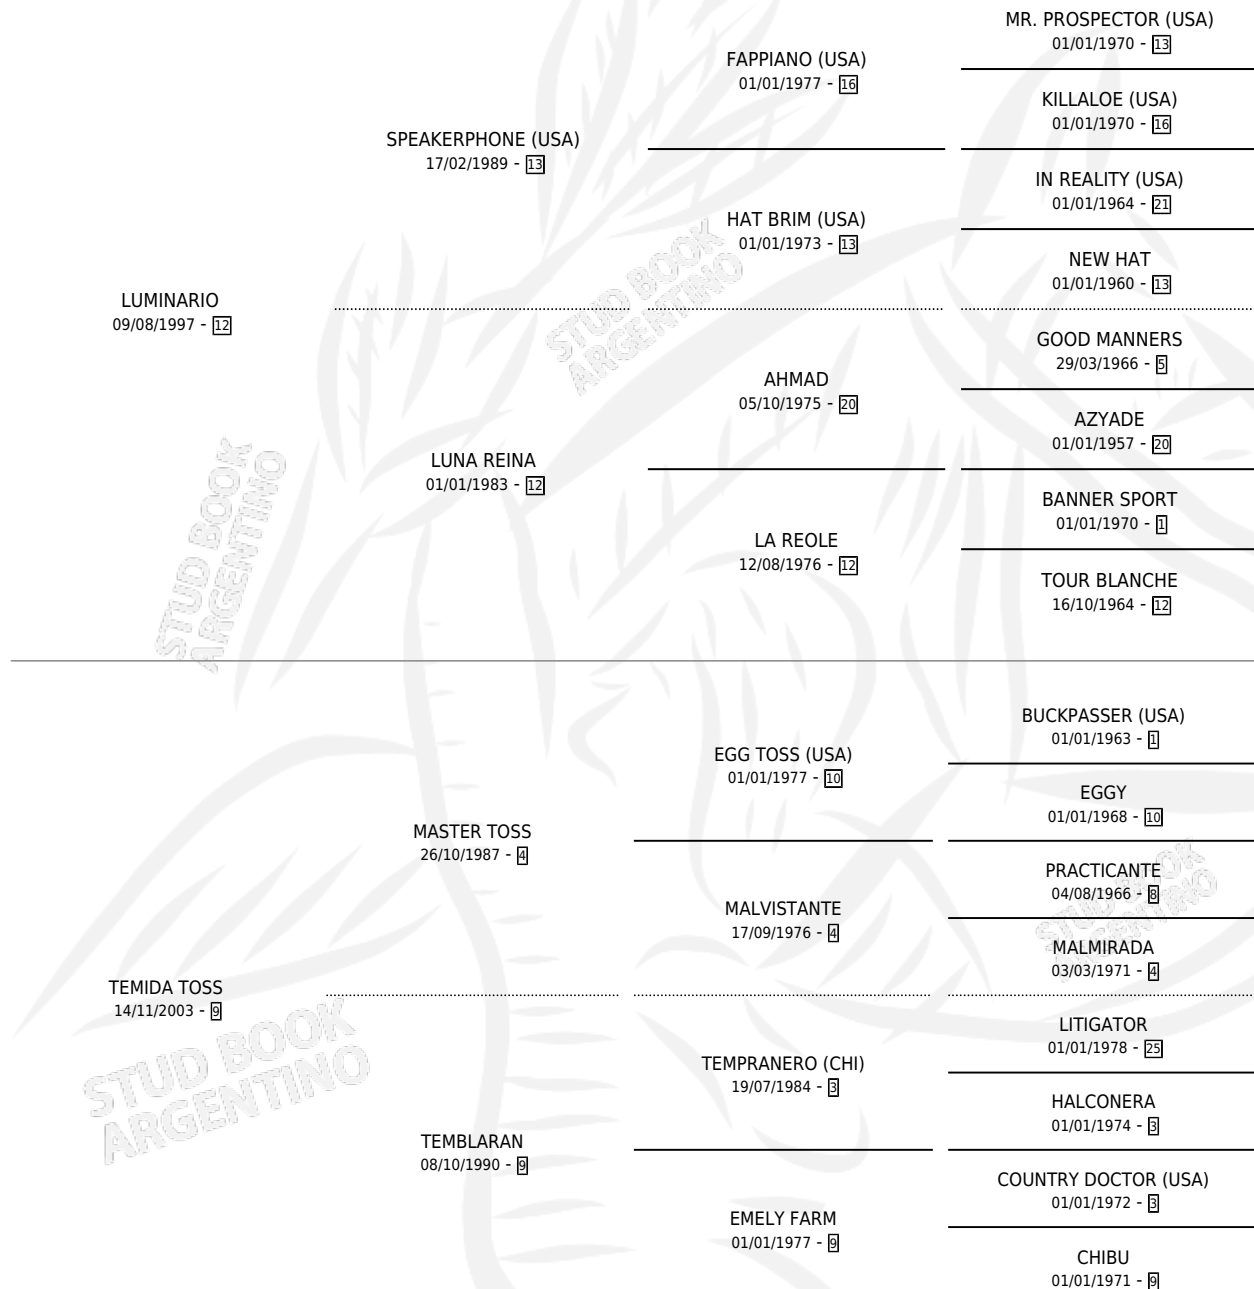 MR. PROSPECTOR (USA)
01/01/1970 - 13
FAPPIANO (USA)
01/01/1977 - 16
KILLALOE (USA)
01/01/1970 - 16
SPEAKERPHONE (USA)
17/02/1989 - 13
IN REALITY (USA)
01/01/1964 - 21
HAT BRIM (USA)
01/01/1973 - 13
NEW HAT
01/01/1960 - 13
LUMINARIO
09/08/1997 - 12
GOOD MANNERS
29/03/1966 - 5
AHMAD
05/10/1975 - 20
AZYADE
01/01/1957 - 20
LUNA REINA
01/01/1983 - 12
BANNER SPORT
01/01/1970 - 1
LA REOLE
12/08/1976 - 12
TOUR BLANCHE
16/10/1964 - 12
BUCKPASSER (USA)
01/01/1963 - 1
EGG TOSS (USA)
01/01/1977 - 10
EGGY
01/01/1968 - 10
MASTER TOSS
26/10/1987 - 4
PRACTICANTE
04/08/1966 - 8
MALVISTANTE
17/09/1976 - 4
MALMIRADA
03/03/1971 - 4
TEMIDA TOSS
14/11/2003 - 9
LITIGATOR
01/01/1978 - 25
TEMPRANERO (CHI)
19/07/1984 - 3
HALCONERA
01/01/1974 - 3
TEMBLARAN
08/10/1990 - 9
COUNTRY DOCTOR (USA)
01/01/1972 - 3
EMELY FARM
01/01/1977 - 9
CHIBU
01/01/1971 - 9
STUD BOOK
ARGENTINO
STUD BOOK
ARGENTINO
STUD BOOK
ARGENTINO
STUD BOOK
ARGENTINO